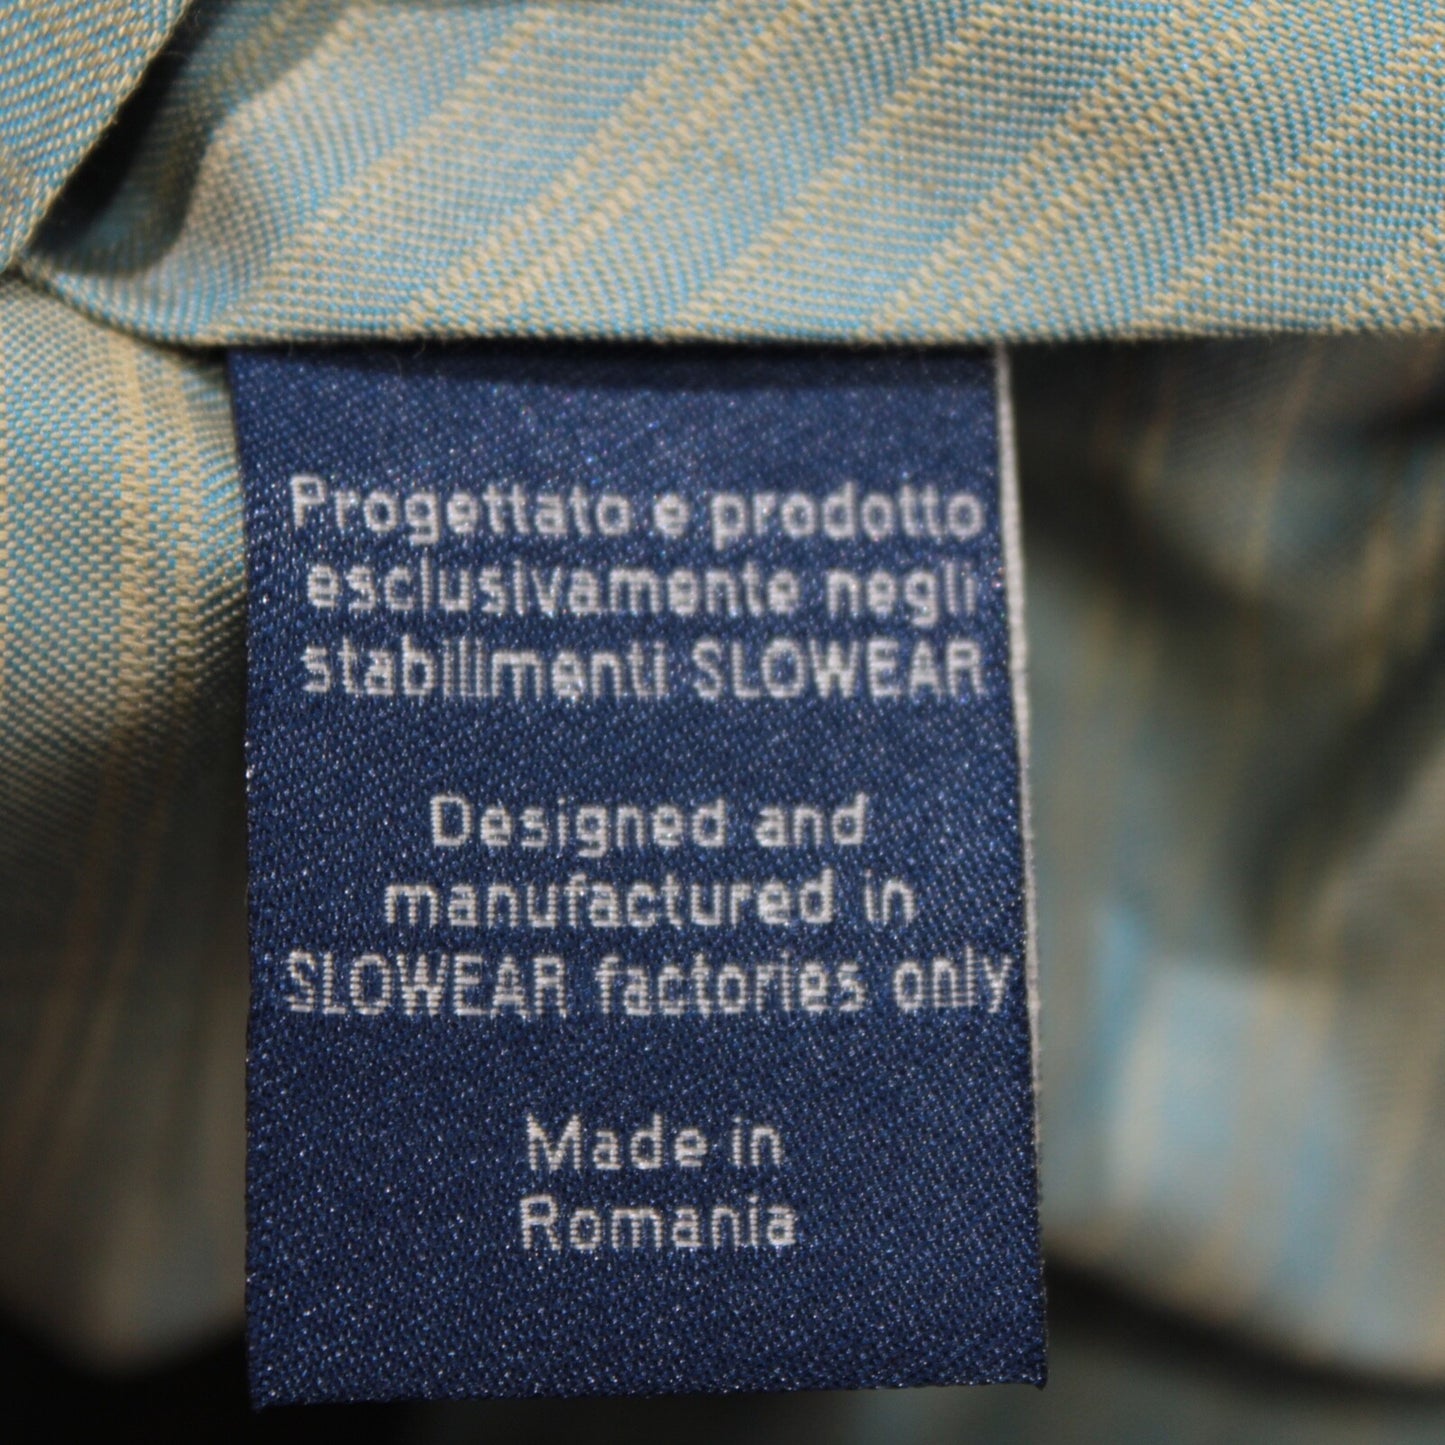 Progettato e prodotto
esclusivamente negli
stabilimenti SLOWEAR
Designed and
manufactured in
SLOWEAR factories only
Made in
Romania